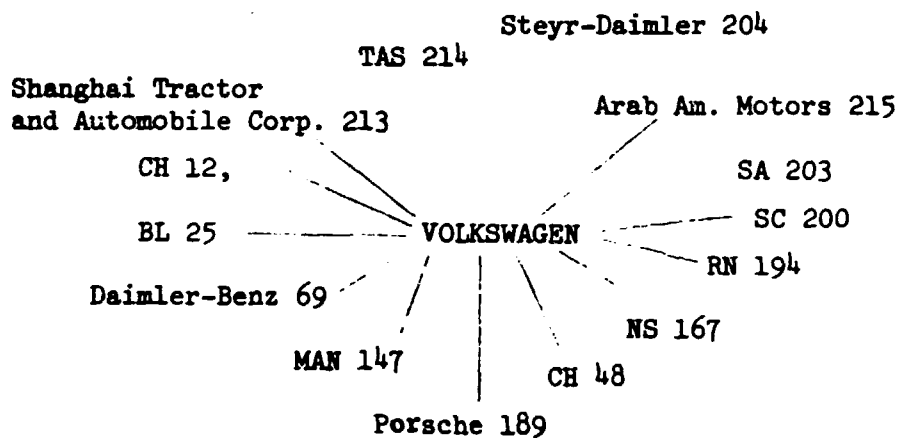 Steyr-Daimler 204
TAS 214
Shanghai Tractor
and Automobile Corp. 213
Arab Am. Motors 215
CH 12,
SA 203
SC 200
BL 25
VOLKSWAGEN
RN 194
Daimler-Benz 69
NS 167
MAN 147
CH 48
Porsche 189